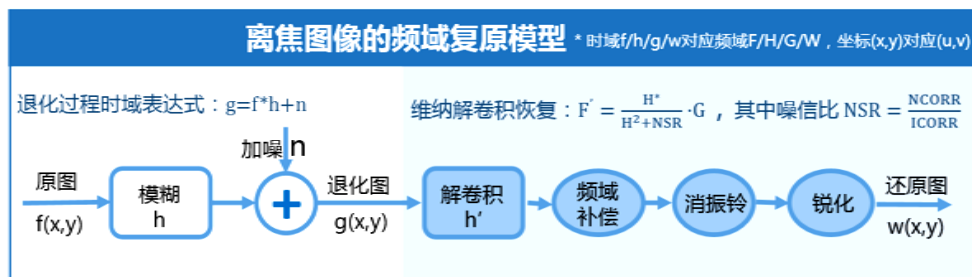 离焦图像的频域复原模型 * 时域f/h/g/w对应频域F/H/G/W，坐标(x,y)对应(u,v)
退化过程时域表达式：g=f*h+n
维纳解卷积恢复：F^' = H^*/(H^2+NSR)·G ，其中噪信比 NSR = NCORR/ICORR
加噪 n
原图
f(x,y)
模糊
h
+
退化图
g(x,y)
解卷积
h'
频域
补偿
消振铃
锐化
还原图
w(x,y)